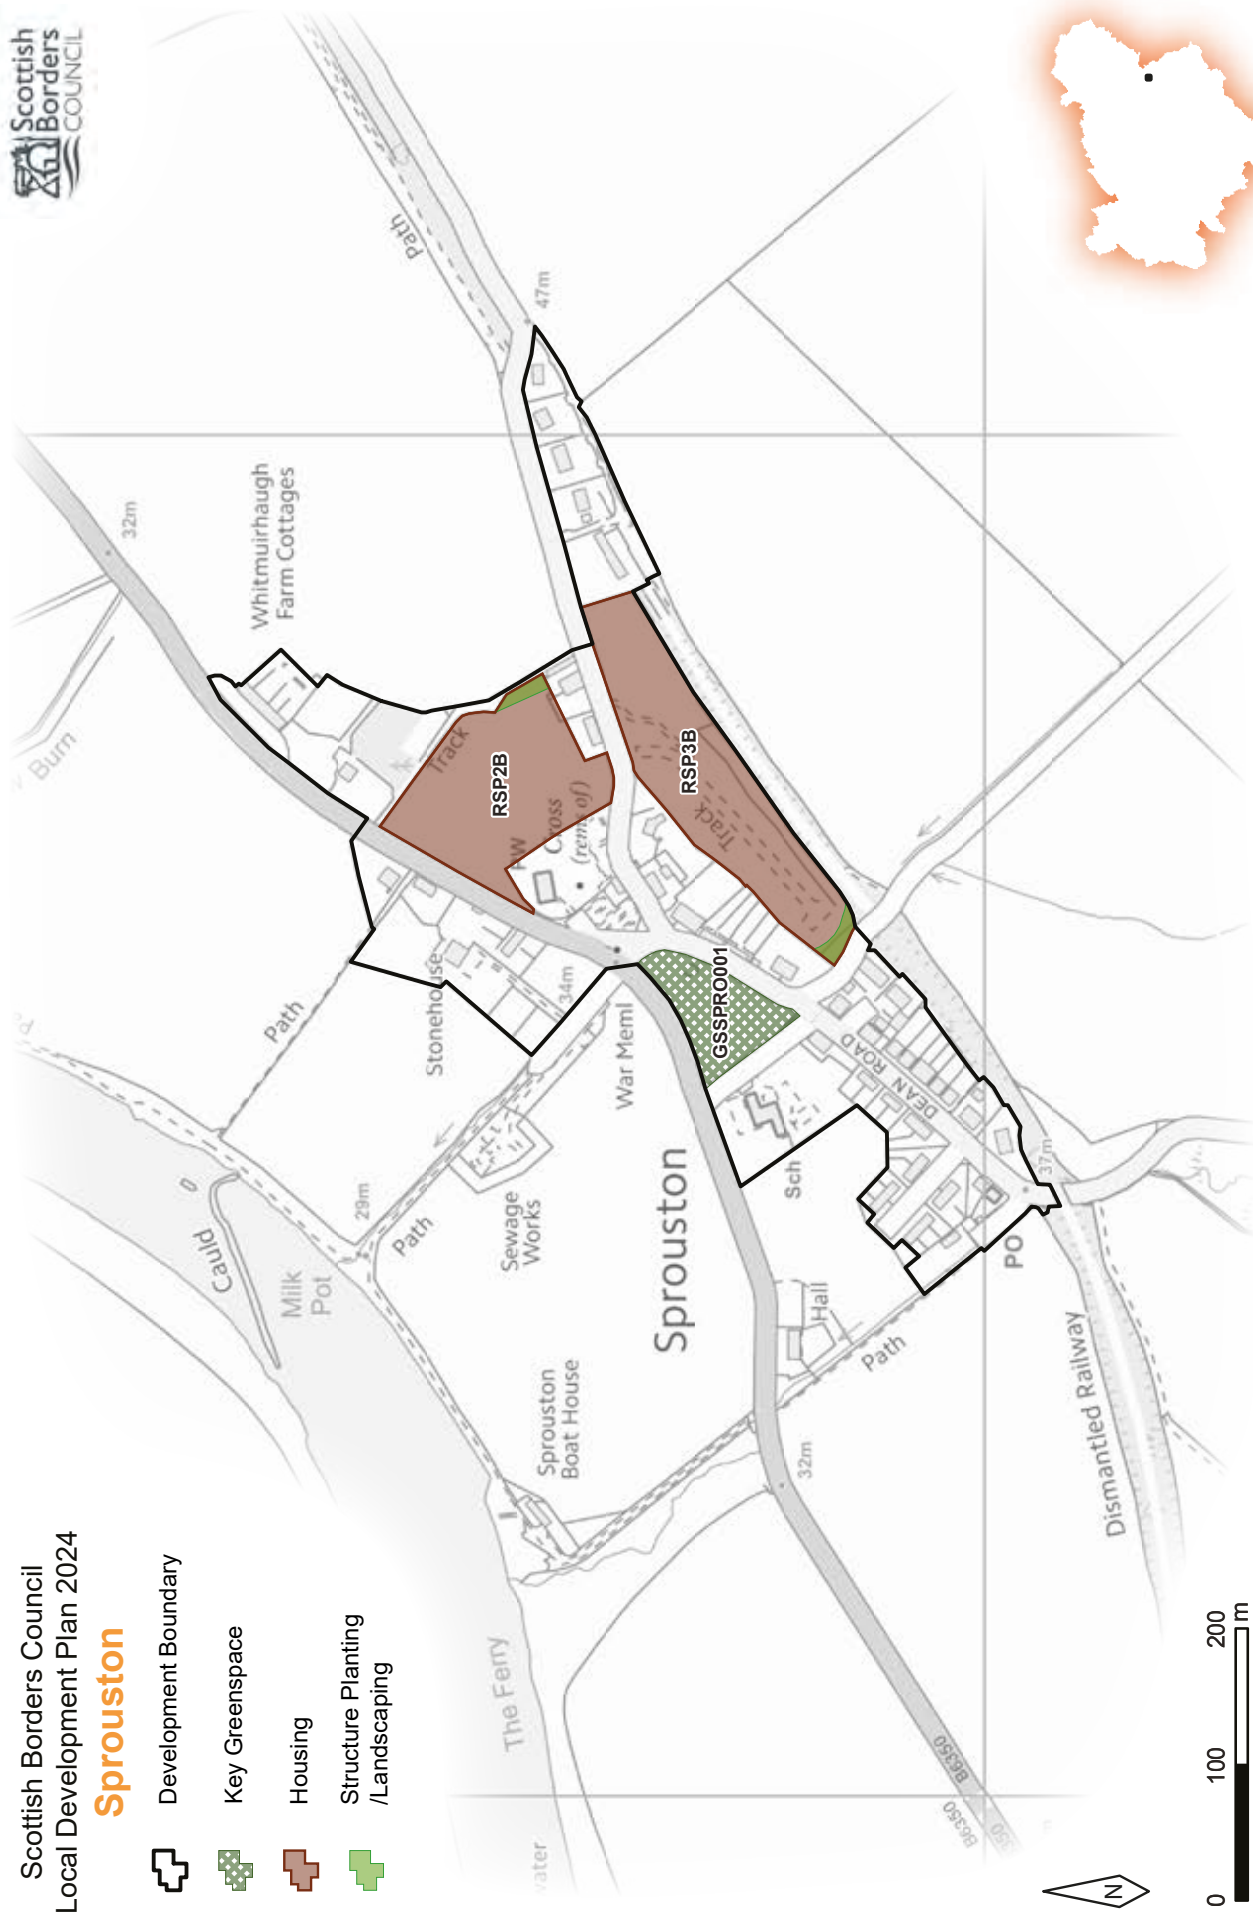 Scottish Borders Council
Local Development Plan 2024
Sprouston
Development Boundary
Key Greenspace
Housing
Structure Planting
/Landscaping
Scottish
Borders
COUNCIL
Burn
32m
Whitmuirhaugh
Farm Cottages
Path
47m
Track
RSP2B
Cross
(rems of)
RSP3B
Track
Path
Stonehouse
34m
War Meml
GSSPRO001
DEAN ROAD
Cauld
Milk
Pot
29m
Path
Sewage
Works
Sprouston
Sch
37m
PO
Hall
Path
Sprouston
Boat House
32m
Dismantled Railway
The Ferry
B6350
B6350
N
0
100
200
m